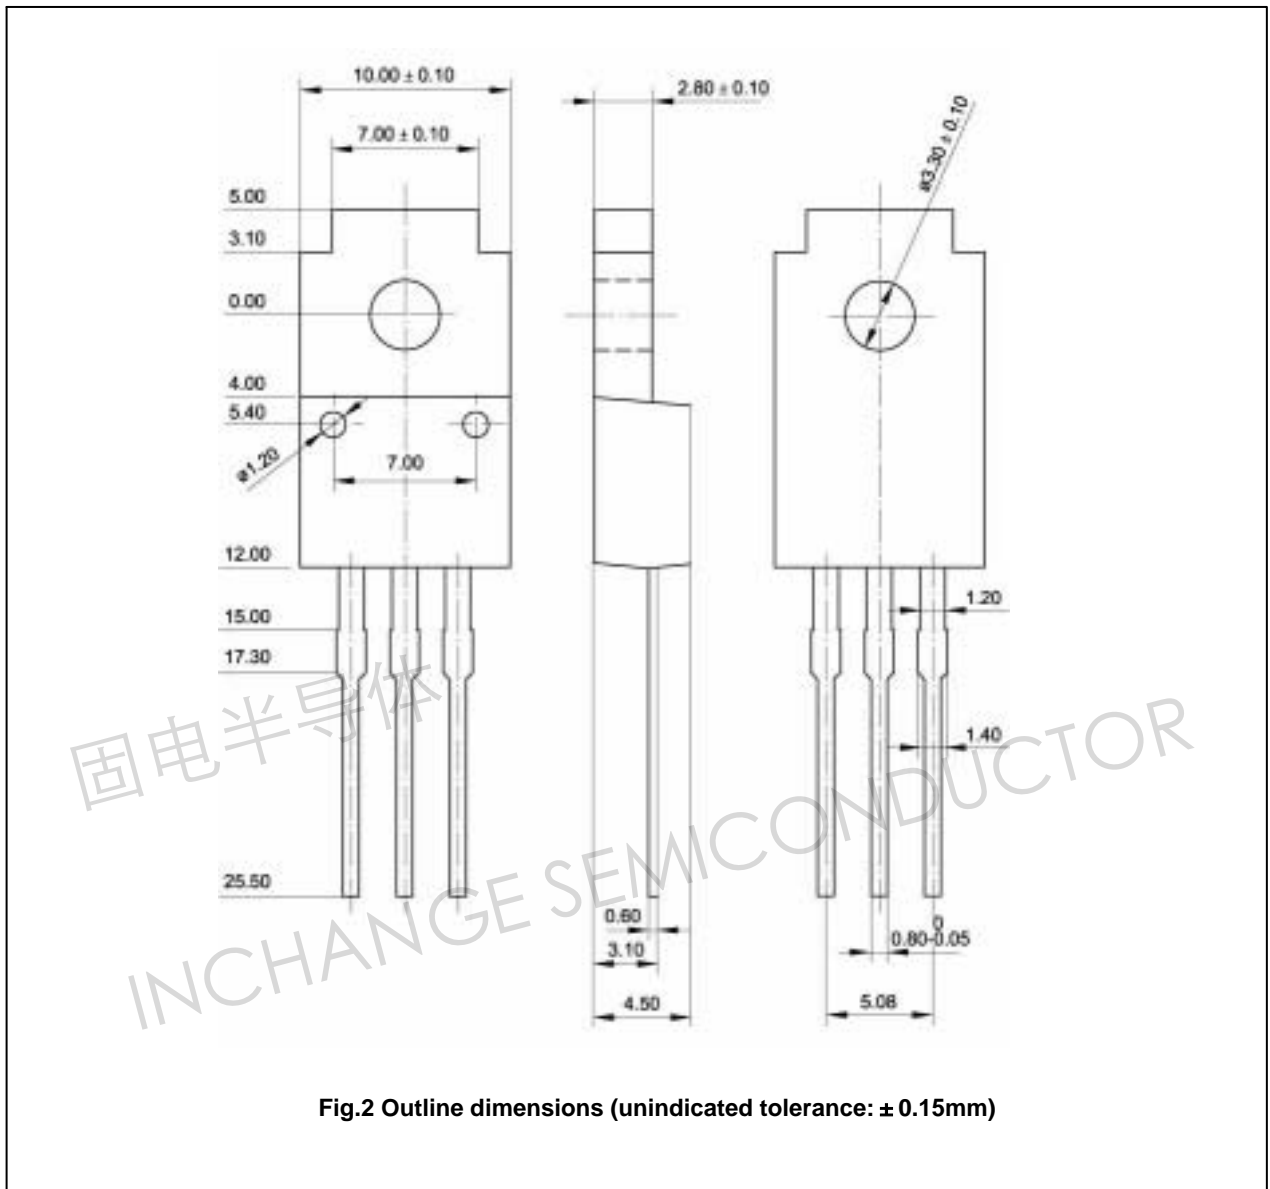 10.00 ± 0.10
2.80 ± 0.10
ø3.30 ± 0.10
7.00 ± 0.10
5.00
3.10
0.00
4.00
5.40
ø1.20
7.00
12.00
1.20
15.00
17.30
1.40
固电半导体
INCHANGE SEMICONDUCTOR
25.50
0.60
0
0.80-0.05
3.10
4.50
5.08
Fig.2 Outline dimensions (unindicated tolerance: ± 0.15mm)